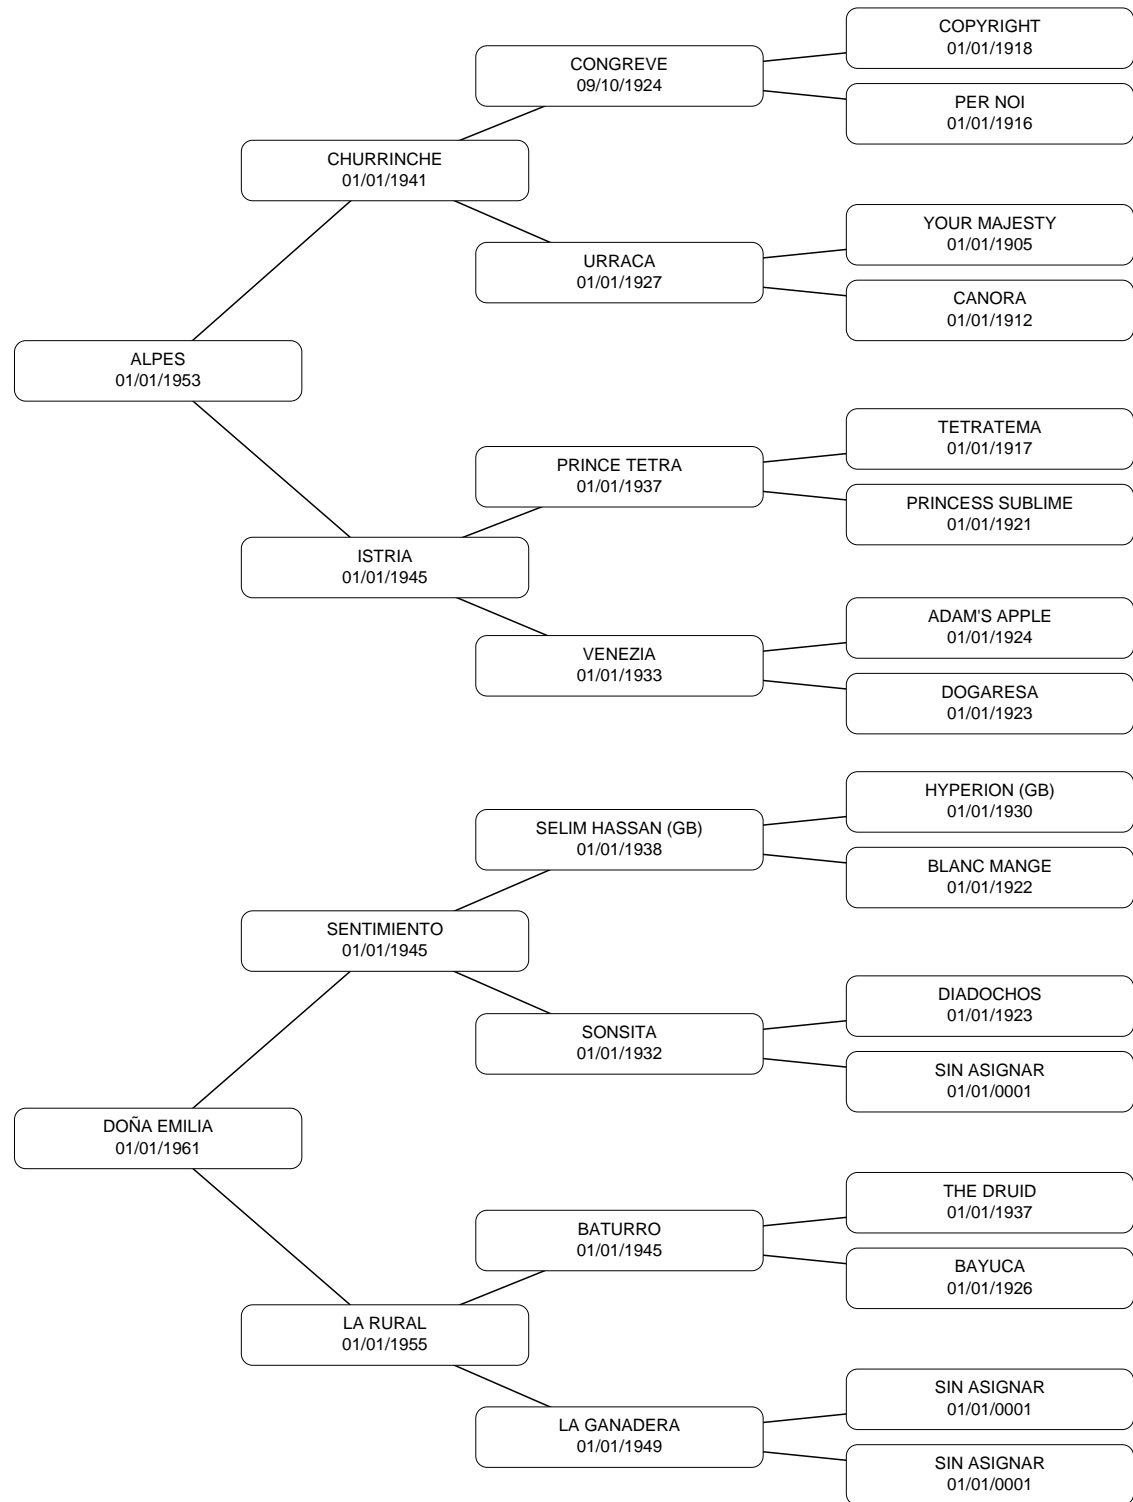 COPYRIGHT
01/01/1918
CONGREVE
09/10/1924
PER NOI
01/01/1916
CHURRINCHE
01/01/1941
YOUR MAJESTY
01/01/1905
URRACA
01/01/1927
CANORA
01/01/1912
ALPES
01/01/1953
TETRATEMA
01/01/1917
PRINCE TETRA
01/01/1937
PRINCESS SUBLIME
01/01/1921
ISTRIA
01/01/1945
ADAM'S APPLE
01/01/1924
VENEZIA
01/01/1933
DOGARESA
01/01/1923
HYPERION (GB)
01/01/1930
SELIM HASSAN (GB)
01/01/1938
BLANC MANGE
01/01/1922
SENTIMIENTO
01/01/1945
DIADOCHOS
01/01/1923
SONSITA
01/01/1932
SIN ASIGNAR
01/01/0001
DOÑA EMILIA
01/01/1961
THE DRUID
01/01/1937
BATURRO
01/01/1945
BAYUCA
01/01/1926
LA RURAL
01/01/1955
SIN ASIGNAR
01/01/0001
LA GANADERA
01/01/1949
SIN ASIGNAR
01/01/0001